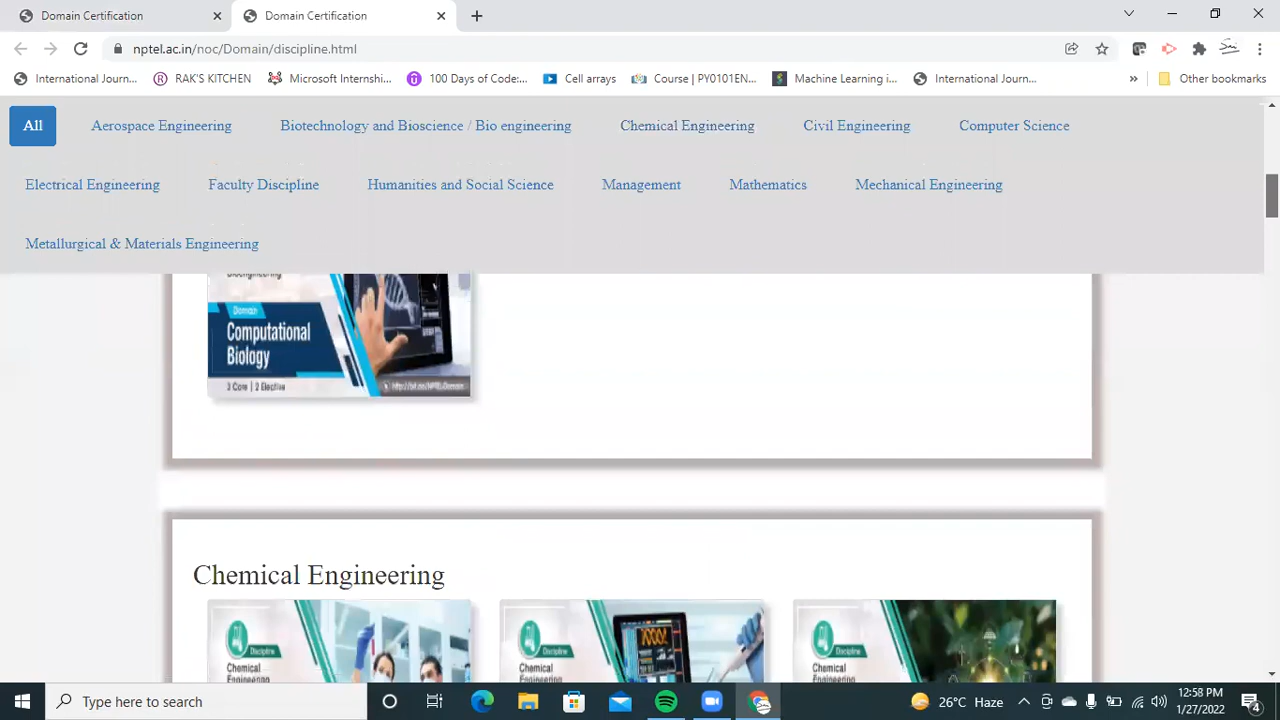 Domain Certification
Domain Certification
nptel.ac.in/noc/Domain/discipline.html
International Journ... RAK'S KITCHEN Microsoft Internshi... 100 Days of Code:... Cell arrays Course | PY0101EN... Machine Learning i... International Journ... » Other bookmarks
All Aerospace Engineering Biotechnology and Bioscience / Bio engineering Chemical Engineering Civil Engineering Computer Science
Electrical Engineering Faculty Discipline Humanities and Social Science Management Mathematics Mechanical Engineering
Metallurgical & Materials Engineering
Domain
Computational
Biology
3 Core | 2 Elective
Chemical Engineering
Discipline
Chemical
Engineering
Discipline
Chemical
Engineering
Discipline
Chemical
Engineering
Type here to search
26°C Haze
12:58 PM
1/27/2022
4